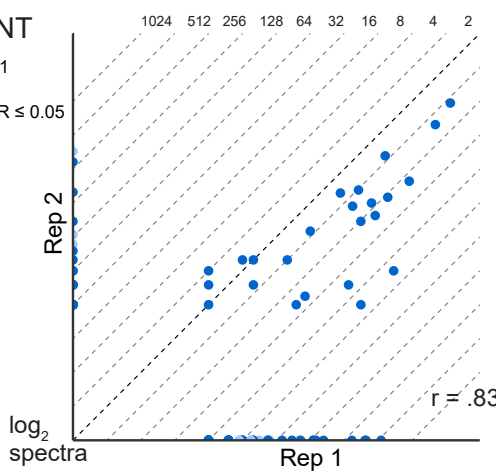 NT
1024 512 256 128 64 32 16 8 4 2
1
R ≤ 0.05
Rep 2
r = .83
log2
spectra
Rep 1